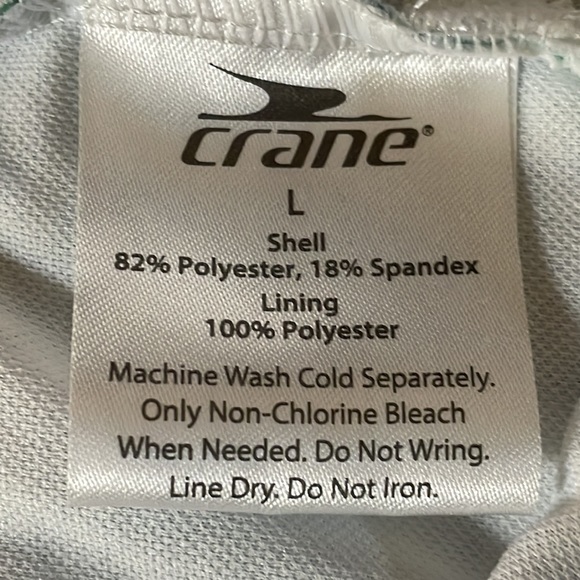 crane®
L
Shell
82% Polyester, 18% Spandex
Lining
100% Polyester
Machine Wash Cold Separately.
Only Non-Chlorine Bleach
When Needed. Do Not Wring.
Line Dry. Do Not Iron.